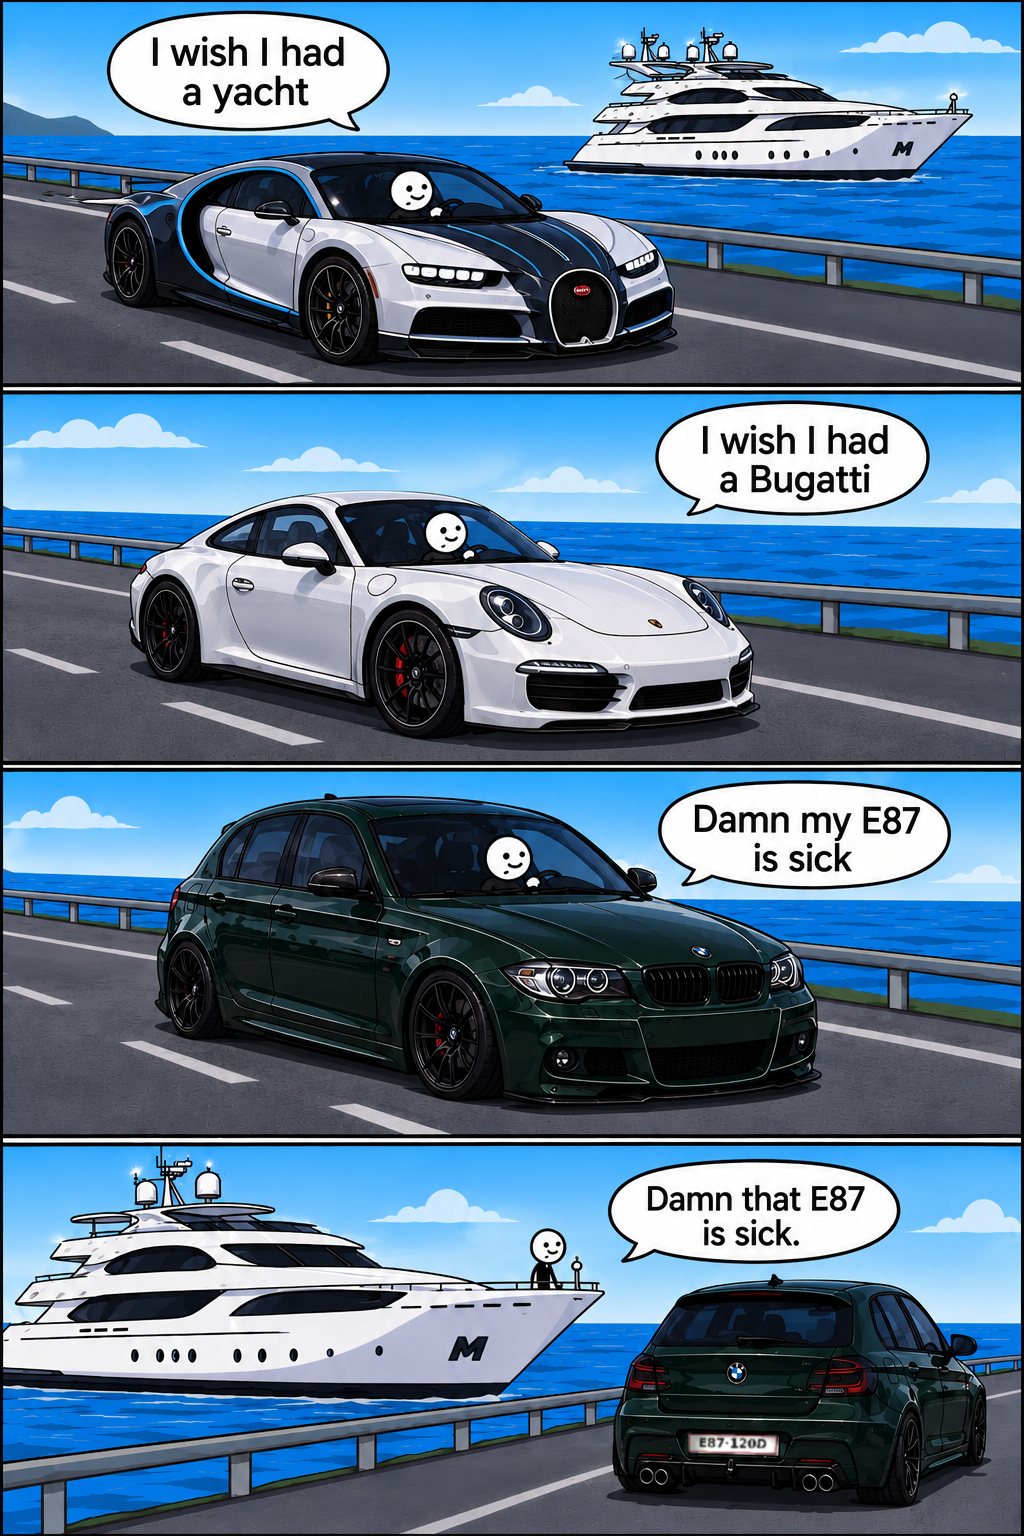 I wish I had
a yacht
M
I wish I had
a Bugatti
Damn my E87
is sick
Damn that E87
is sick.
M
E87·120D